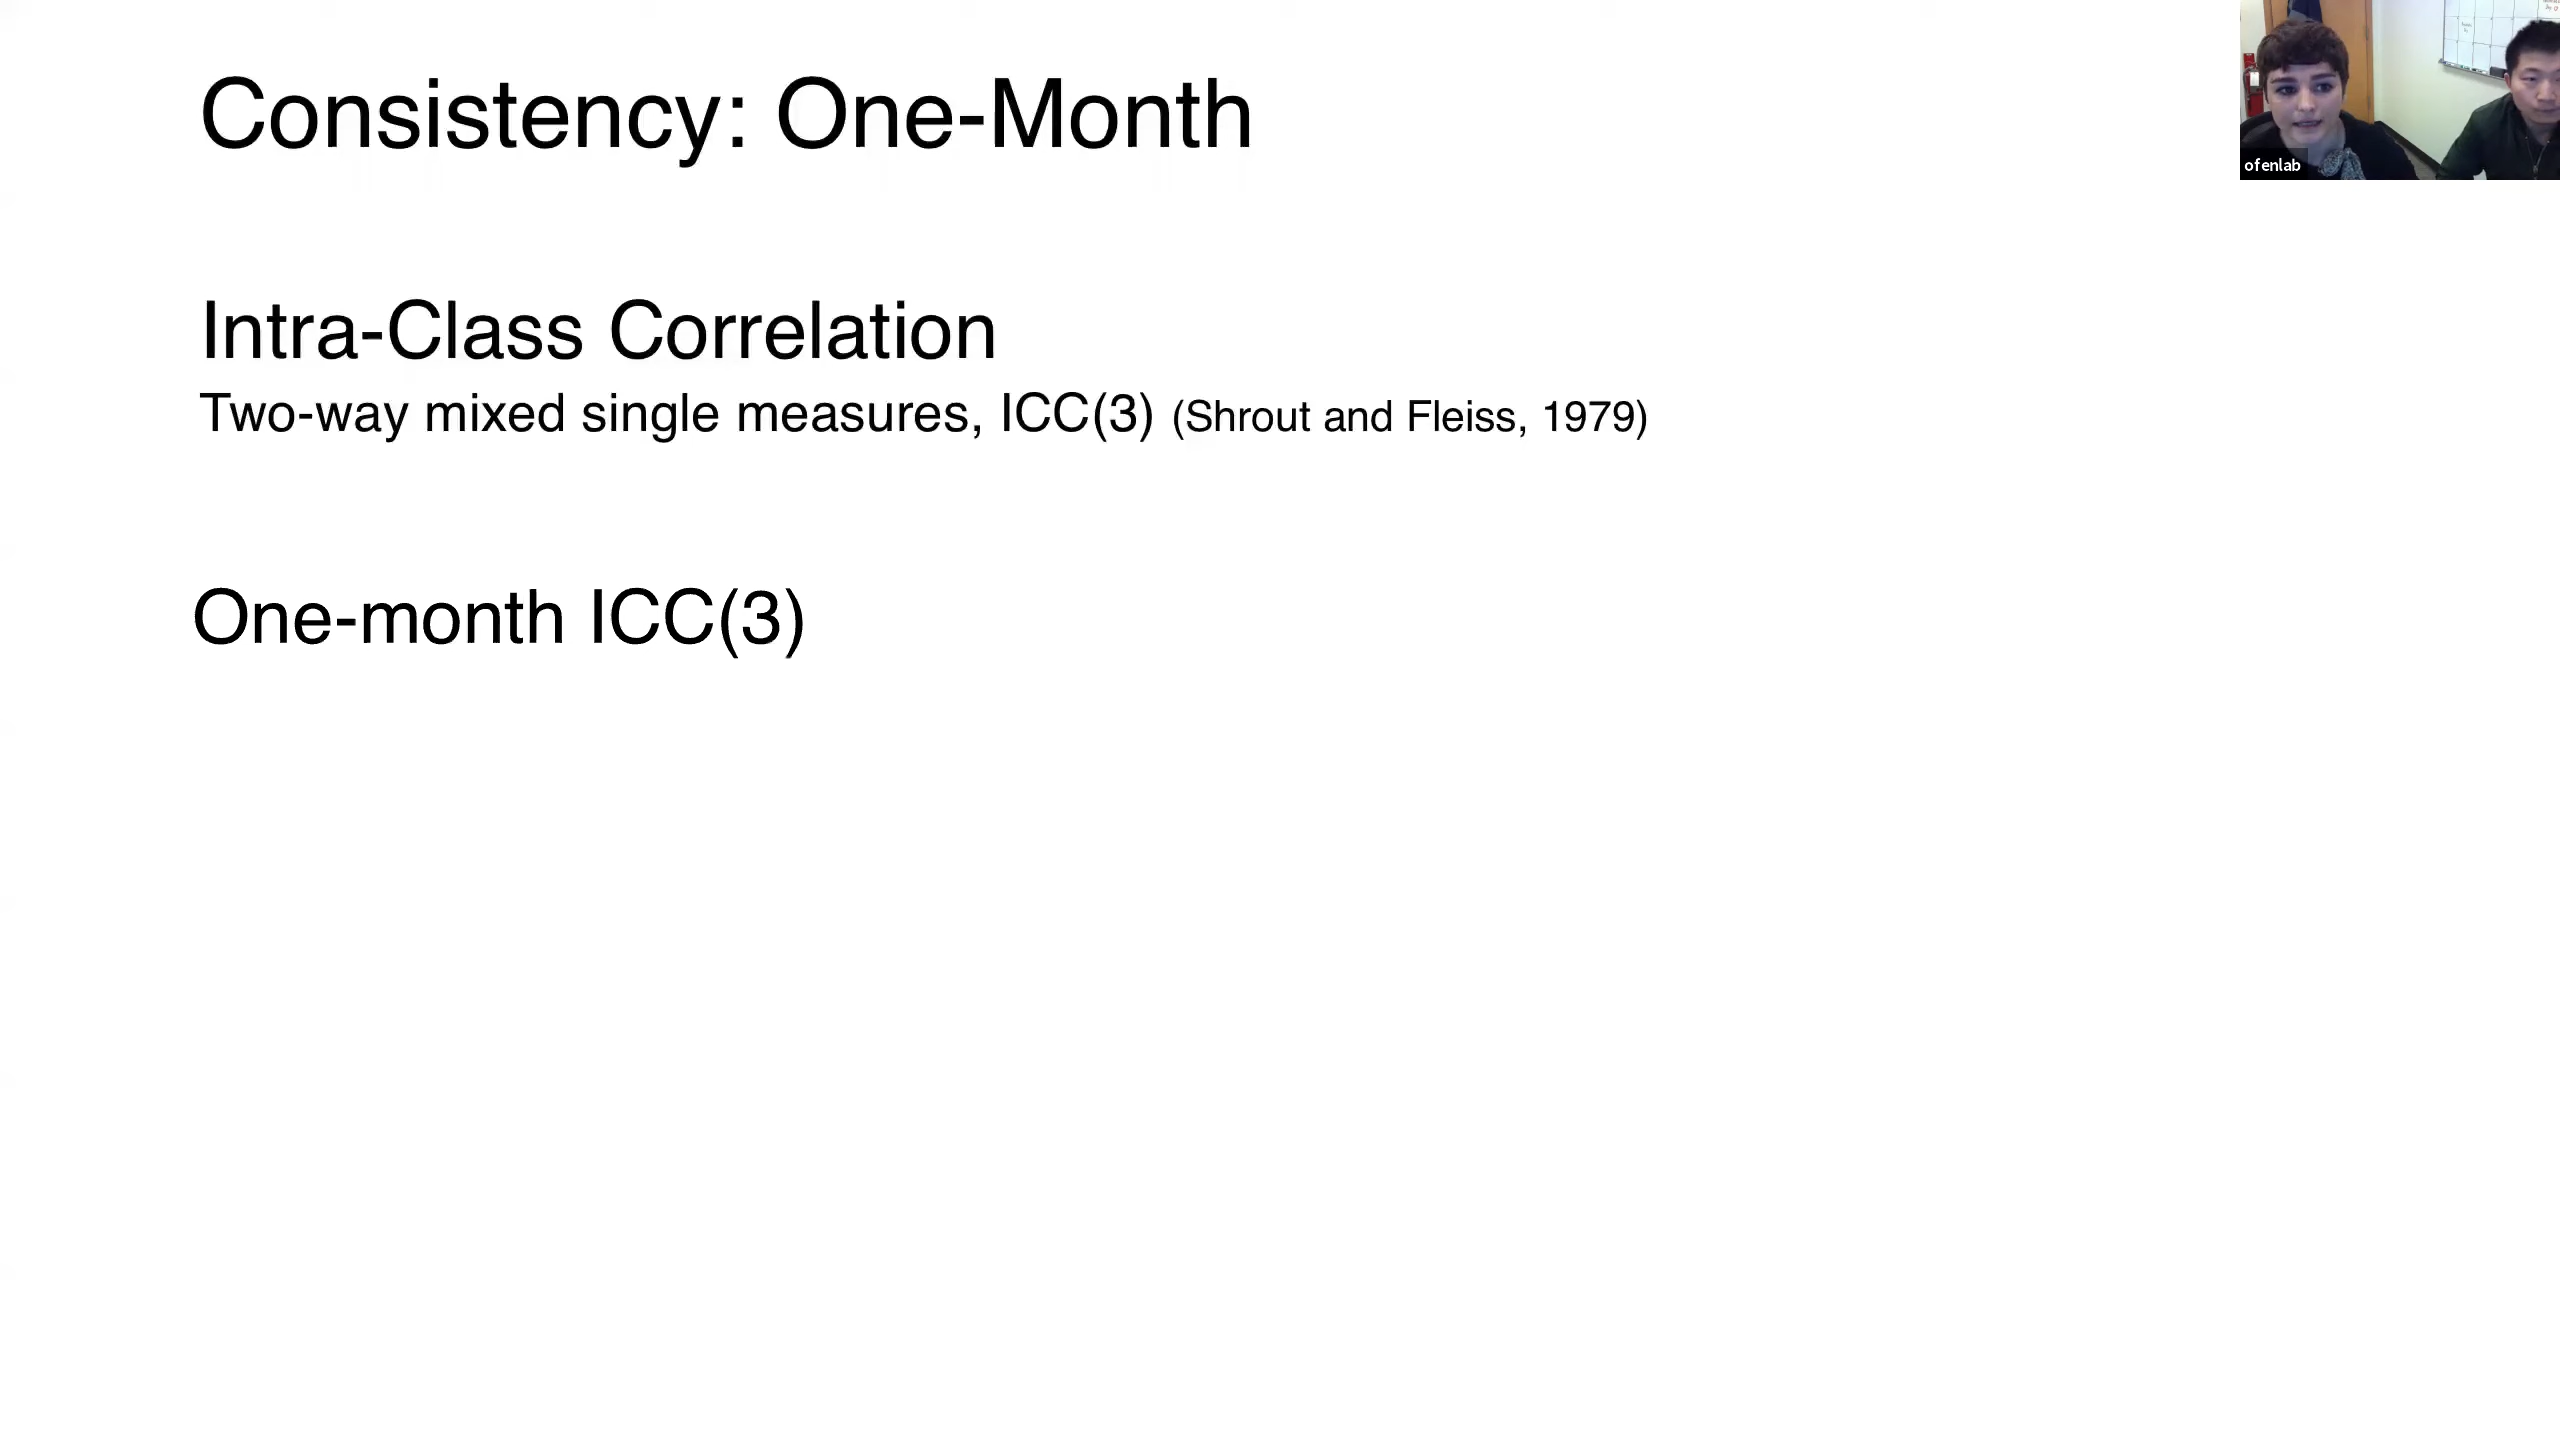 Consistency: One-Month
Intra-Class Correlation
Two-way mixed single measures, ICC(3) (Shrout and Fleiss, 1979)
One-month ICC(3)
ofenlab